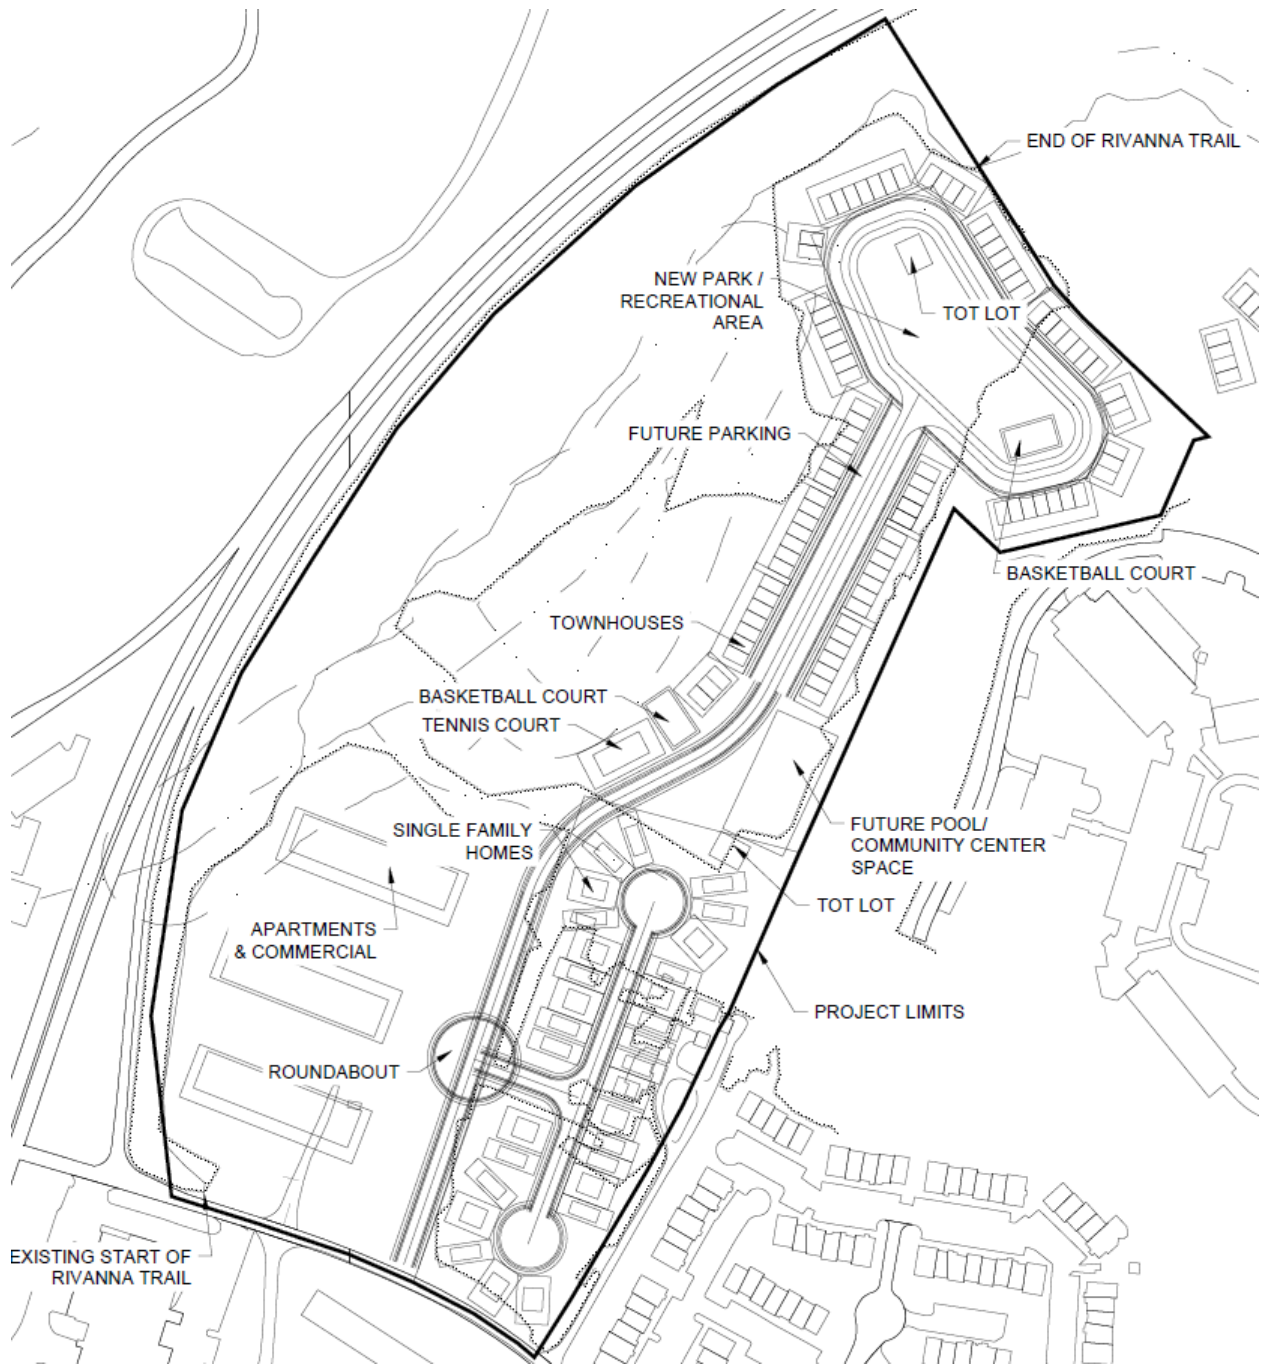 END OF RIVANNA TRAIL
NEW PARK /
RECREATIONAL
AREA
TOT LOT
FUTURE PARKING
BASKETBALL COURT
TOWNHOUSES
BASKETBALL COURT
TENNIS COURT
SINGLE FAMILY
HOMES
FUTURE POOL/
COMMUNITY CENTER
SPACE
TOT LOT
APARTMENTS
& COMMERCIAL
PROJECT LIMITS
ROUNDABOUT
EXISTING START OF
RIVANNA TRAIL